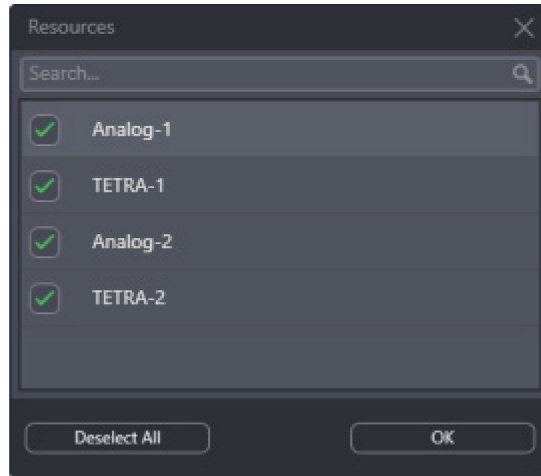 Resources
Search...
Analog-1
TETRA-1
Analog-2
TETRA-2
Deselect All
OK